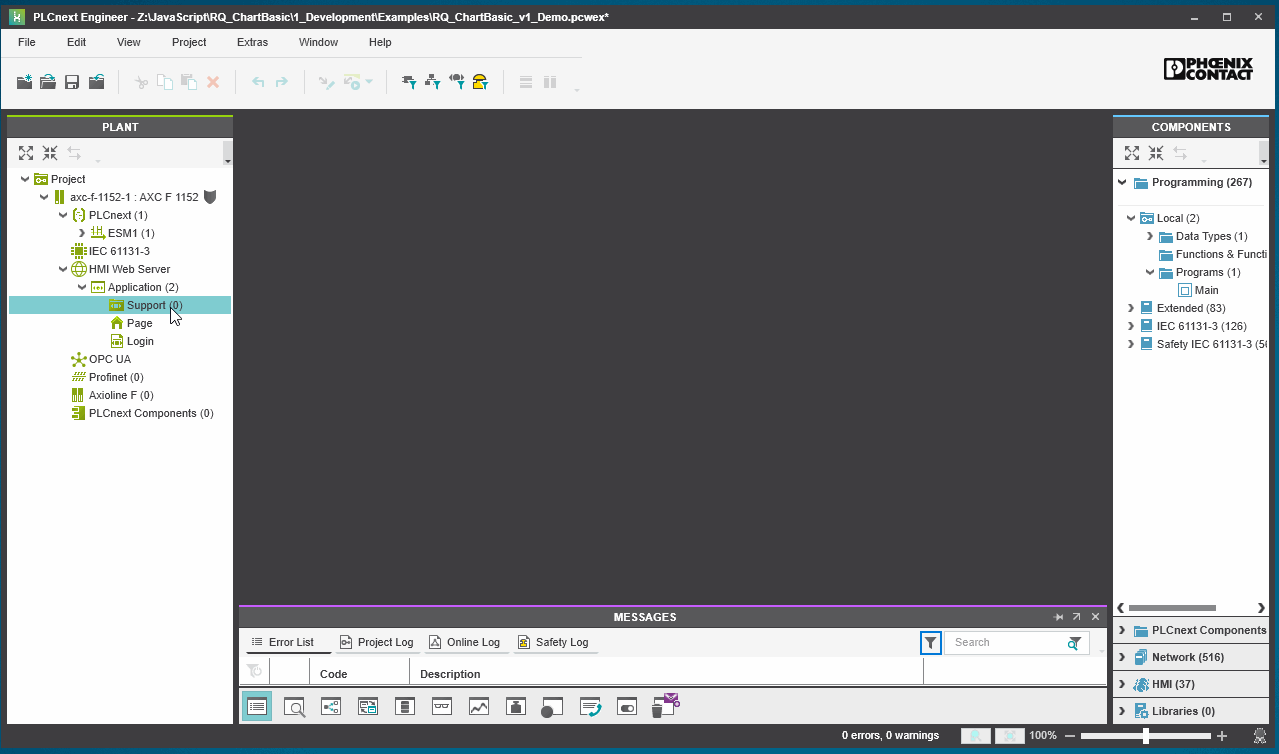 PLCnext Engineer - Z:\JavaScript\RQ_ChartBasic\1_Development\Examples\RQ_ChartBasic_v1_Demo.pcwex*
File Edit View Project Extras Window Help
PHŒNIX
CONTACT
PLANT
Project
axc-f-1152-1 : AXC F 1152
PLCnext (1)
ESM1 (1)
IEC 61131-3
HMI Web Server
Application (2)
Support (0)
Page
Login
OPC UA
Profinet (0)
Axioline F (0)
PLCnext Components (0)
MESSAGES
Error List Project Log Online Log Safety Log Search
Code Description
COMPONENTS
Programming (267)
Local (2)
Data Types (1)
Functions & Functi
Programs (1)
Main
Extended (83)
IEC 61131-3 (126)
Safety IEC 61131-3 (5
PLCnext Components
Network (516)
HMI (37)
Libraries (0)
0 errors, 0 warnings 100%